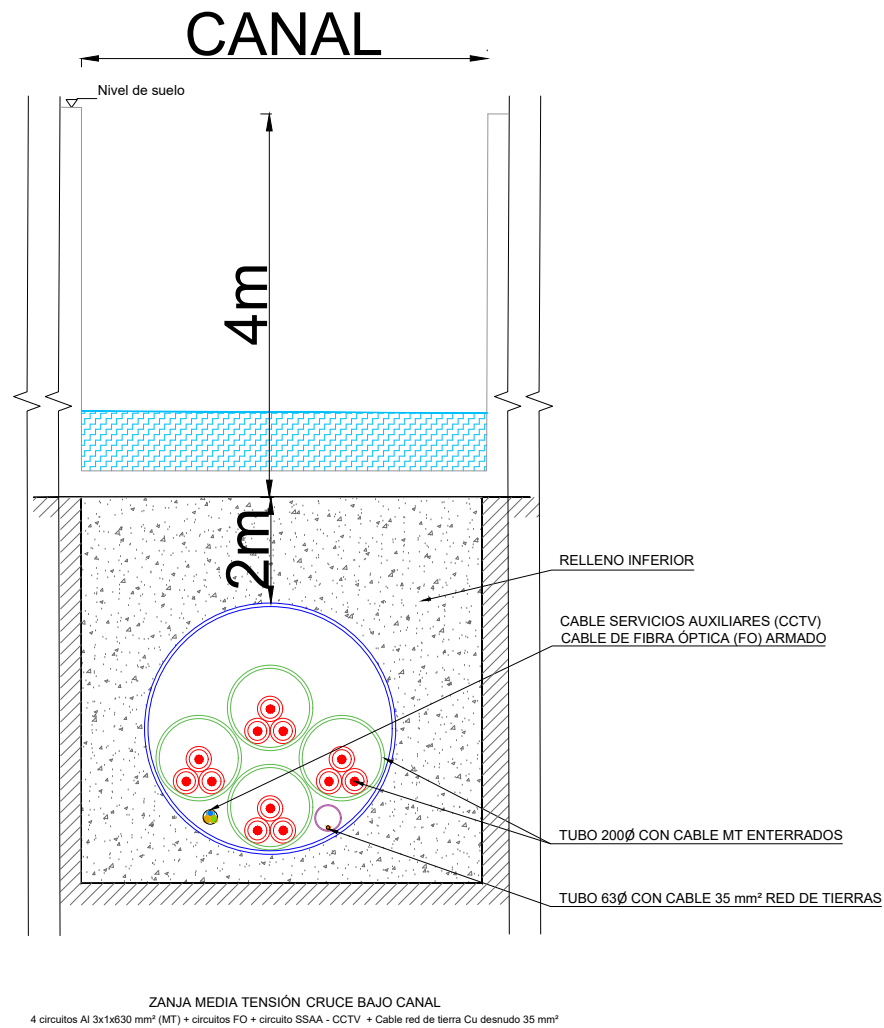 CANAL
Nivel de suelo
4m
2m
RELLENO INFERIOR
CABLE SERVICIOS AUXILIARES (CCTV)
CABLE DE FIBRA ÓPTICA (FO) ARMADO
TUBO 200Ø CON CABLE MT ENTERRADOS
TUBO 63Ø CON CABLE 35 mm² RED DE TIERRAS
ZANJA MEDIA TENSIÓN CRUCE BAJO CANAL
4 circuitos Al 3x1x630 mm² (MT) + circuitos FO + circuito SSAA - CCTV + Cable red de tierra Cu desnudo 35 mm²